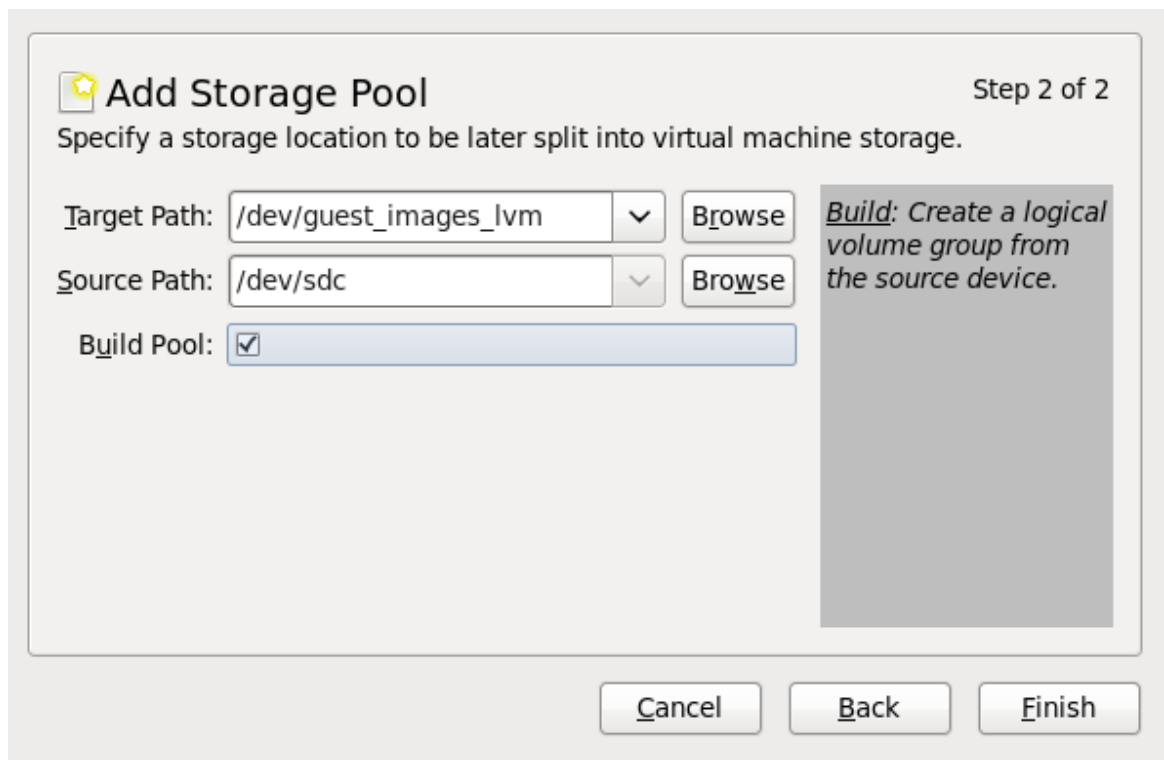 Add Storage Pool
Step 2 of 2
Specify a storage location to be later split into virtual machine storage.
Target Path: /dev/guest_images_lvm Browse
Source Path: /dev/sdc Browse
Build Pool:
Build: Create a logical
volume group from
the source device.
Cancel Back Finish